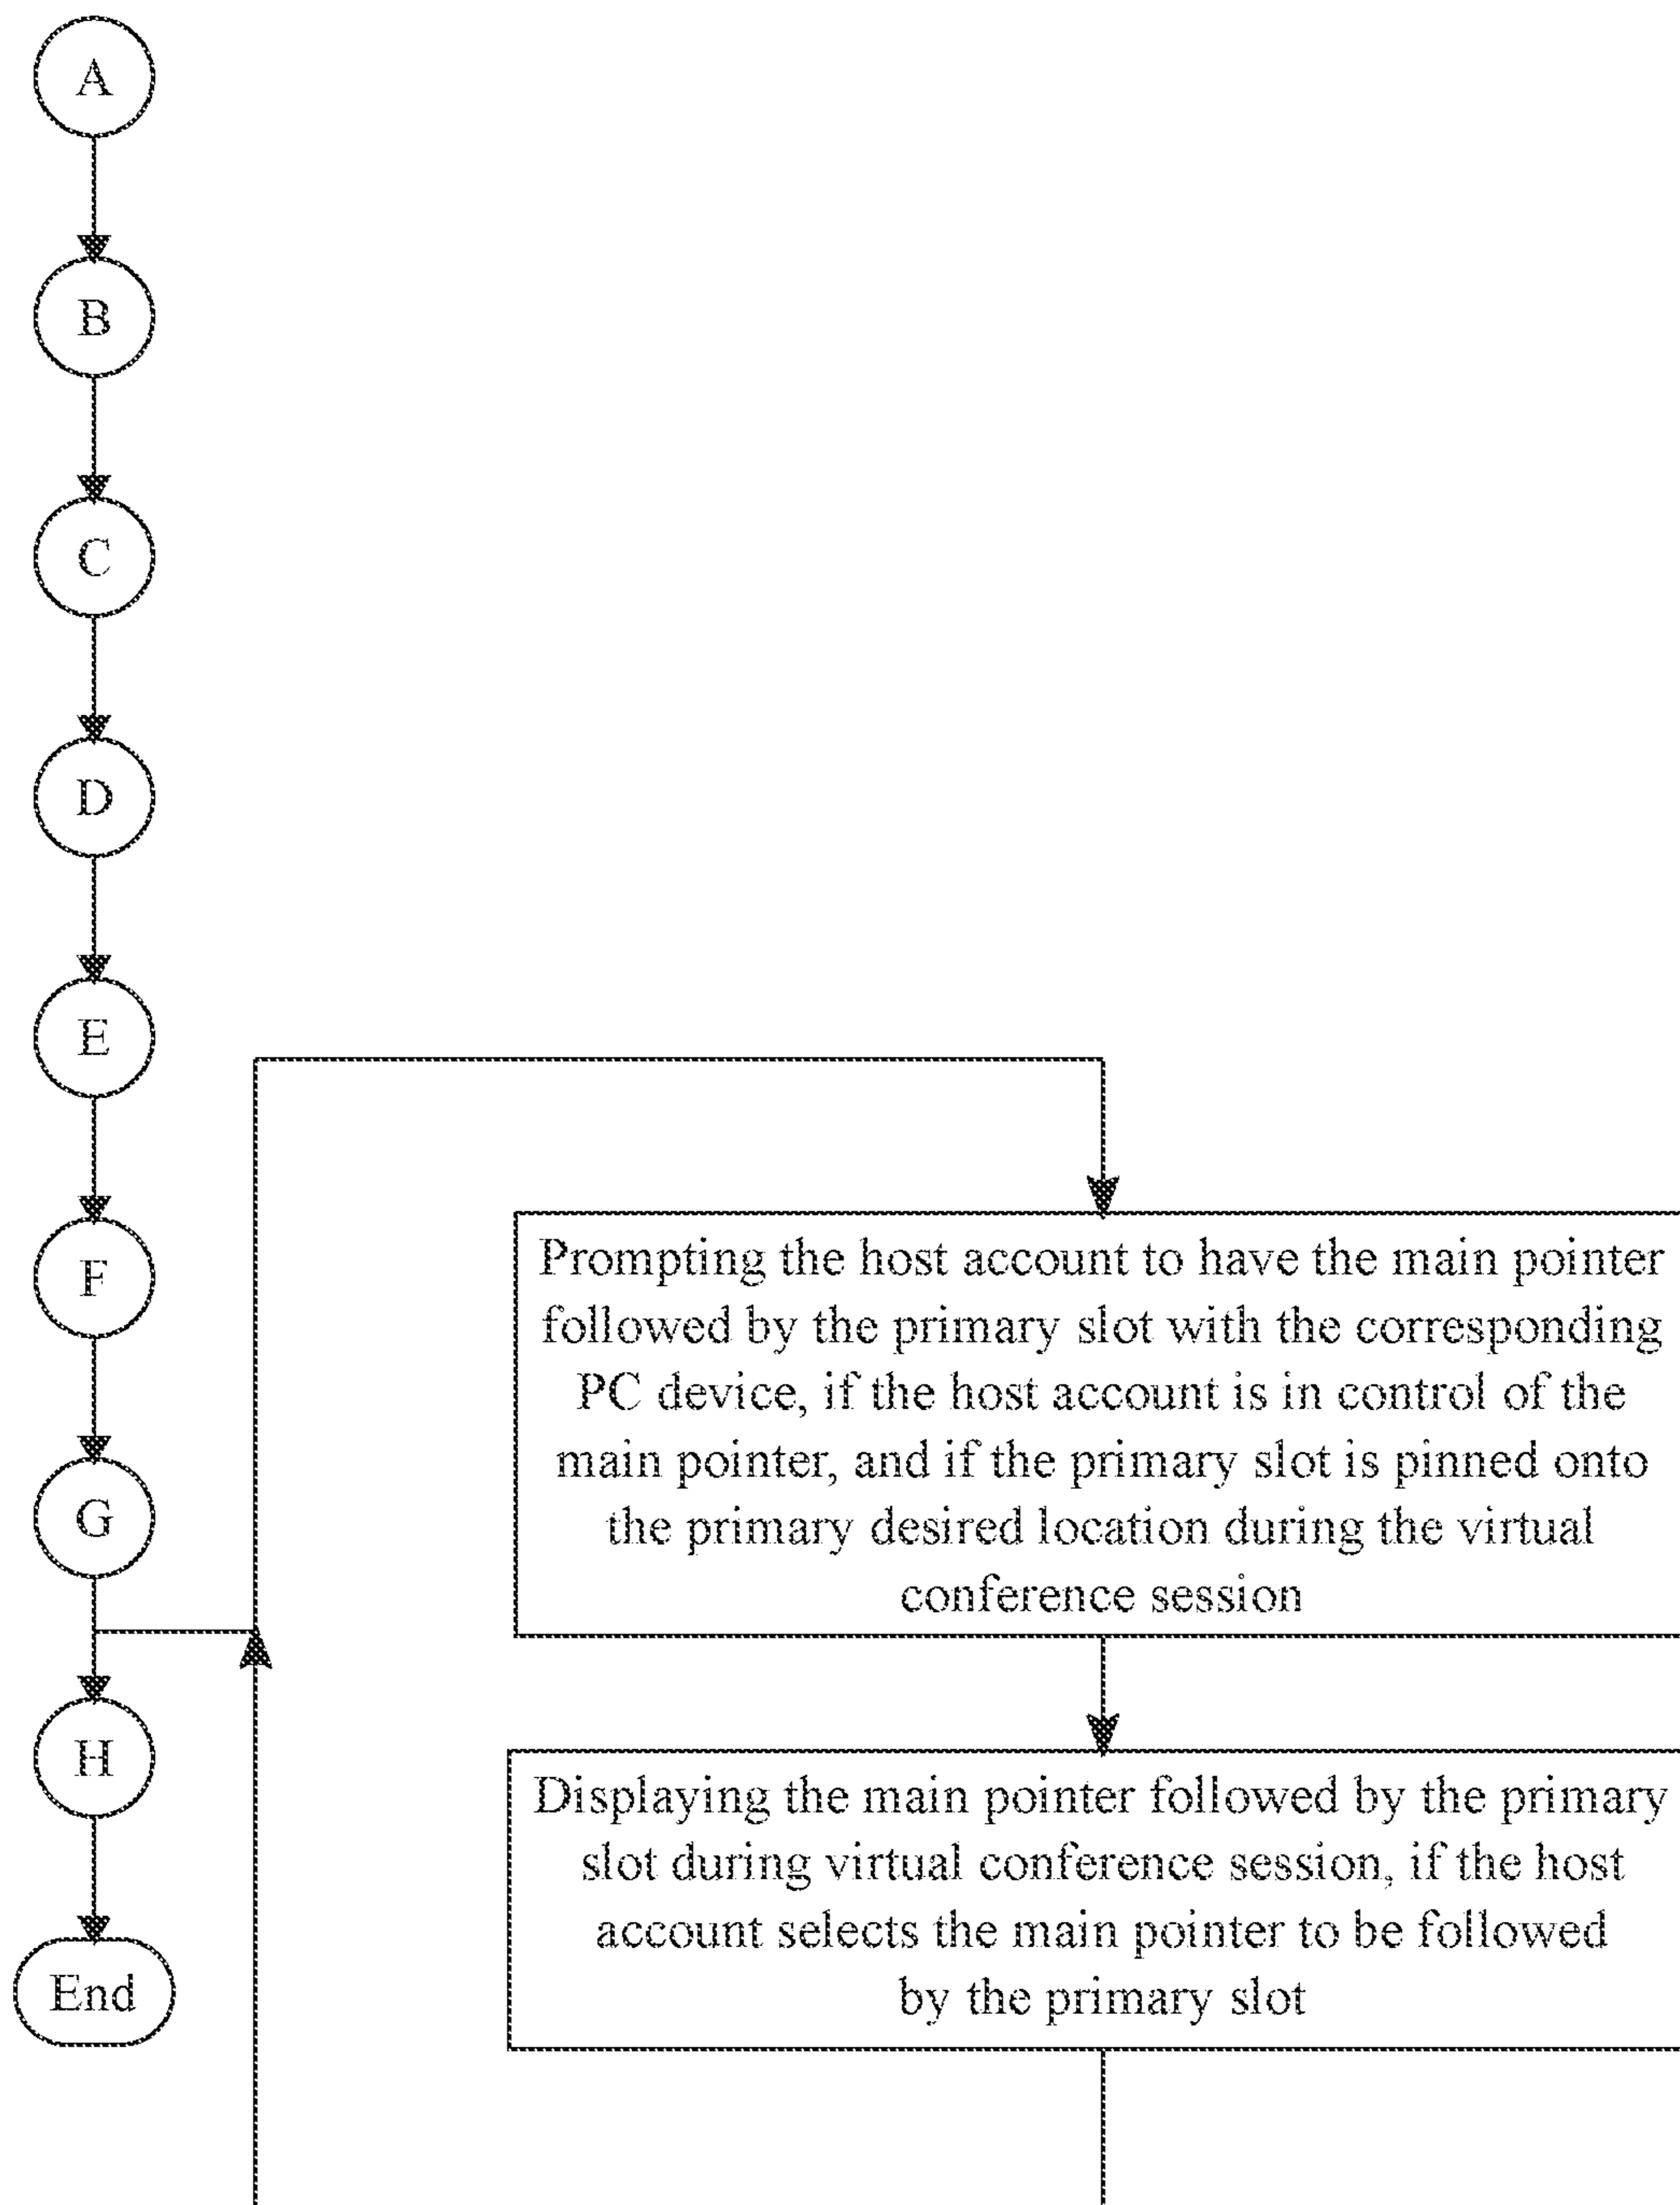 A
B
C
D
E
F
G
H
End
Prompting the host account to have the main pointer
followed by the primary slot with the corresponding
PC device, if the host account is in control of the
main pointer, and if the primary slot is pinned onto
the primary desired location during the virtual
conference session
Displaying the main pointer followed by the primary
slot during virtual conference session, if the host
account selects the main pointer to be followed
by the primary slot